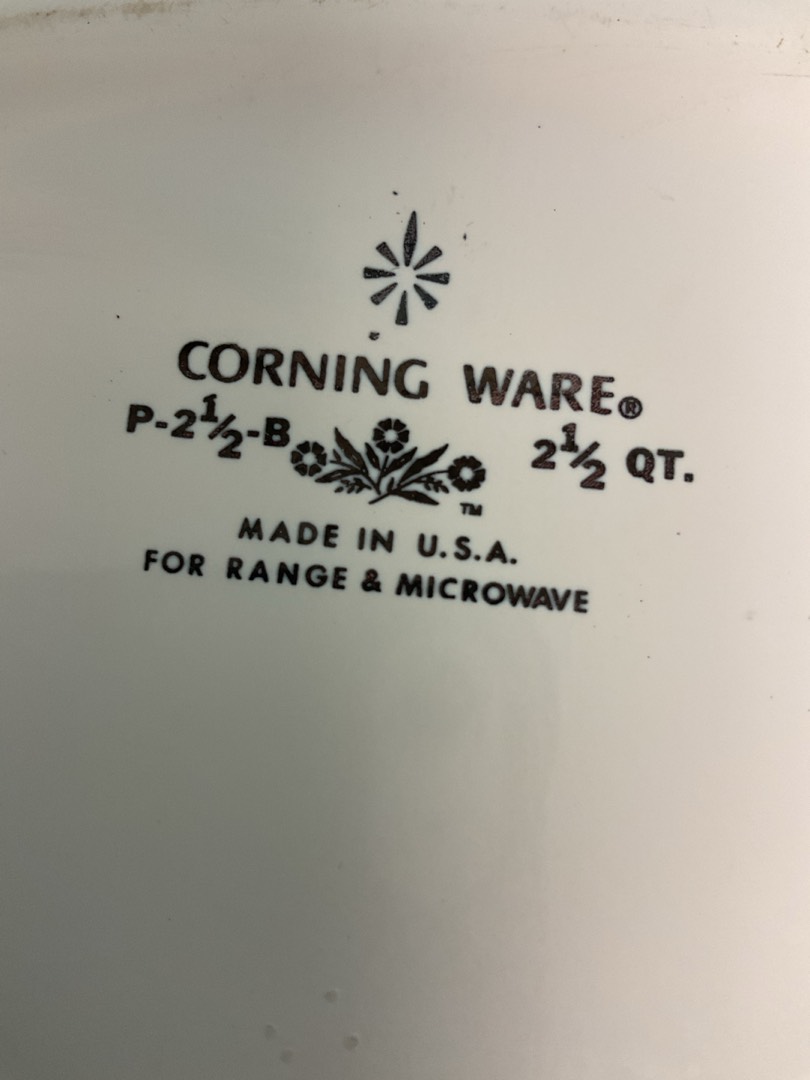 CORNING WARE®
P-2½-B 2½ QT.
TM
MADE IN U.S.A.
FOR RANGE & MICROWAVE